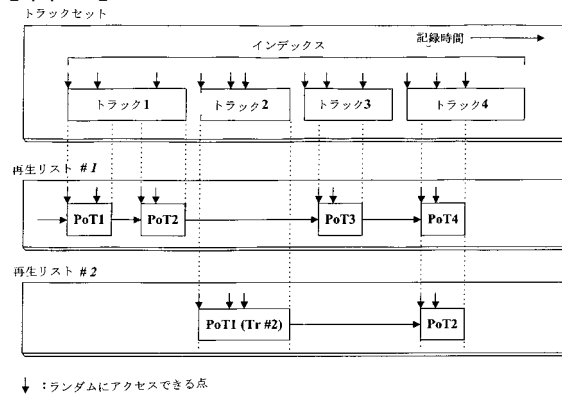 トラックセット
記録時間
インデックス
トラック1 トラック2 トラック3 トラック4
再生リスト #1
PoT1 PoT2 PoT3 PoT4
再生リスト #2
PoT1 (Tr #2) PoT2
↓ :ランダムにアクセスできる点